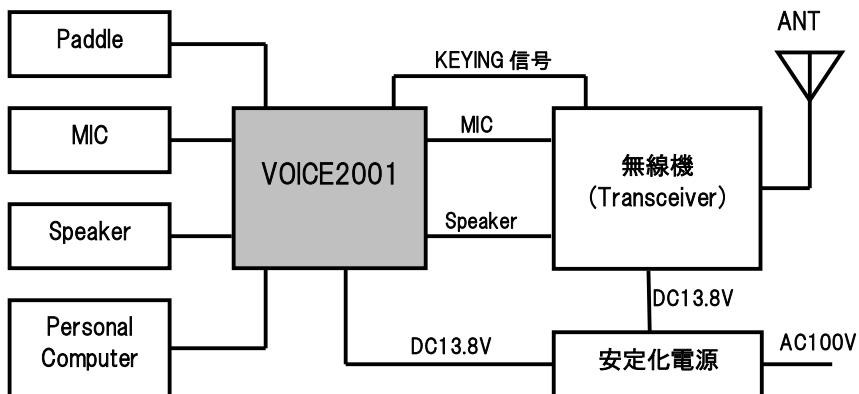 Paddle
ANT
KEYING 信号
MIC
MIC
VOICE2001
無線機
(Transceiver)
Speaker
Speaker
DC13.8V
Personal
Computer
DC13.8V
安定化電源
AC100V